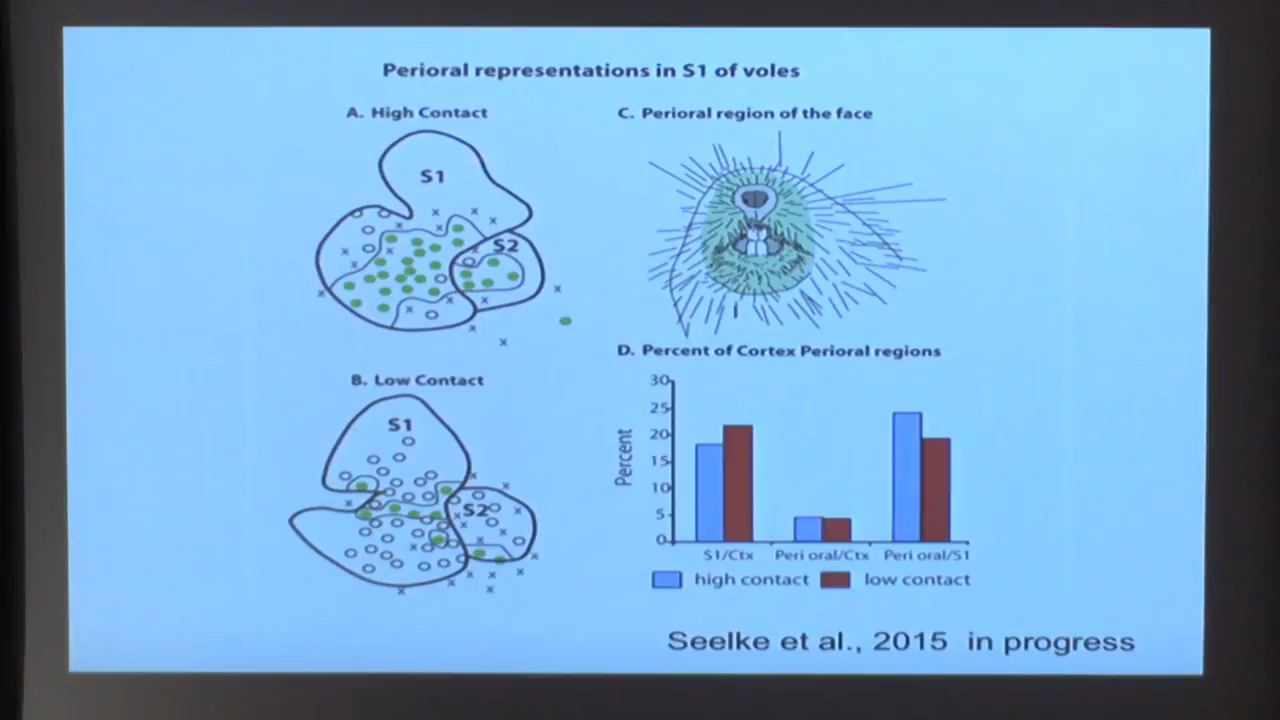 Perioral representations in S1 of voles
A. High Contact
S1
S2
B. Low Contact
S1
S2
C. Perioral region of the face
D. Percent of Cortex Perioral regions
Percent
30
25
20
15
10
5
0
S1/Ctx Peri oral/Ctx Peri oral/S1
high contact low contact
Seelke et al., 2015 in progress